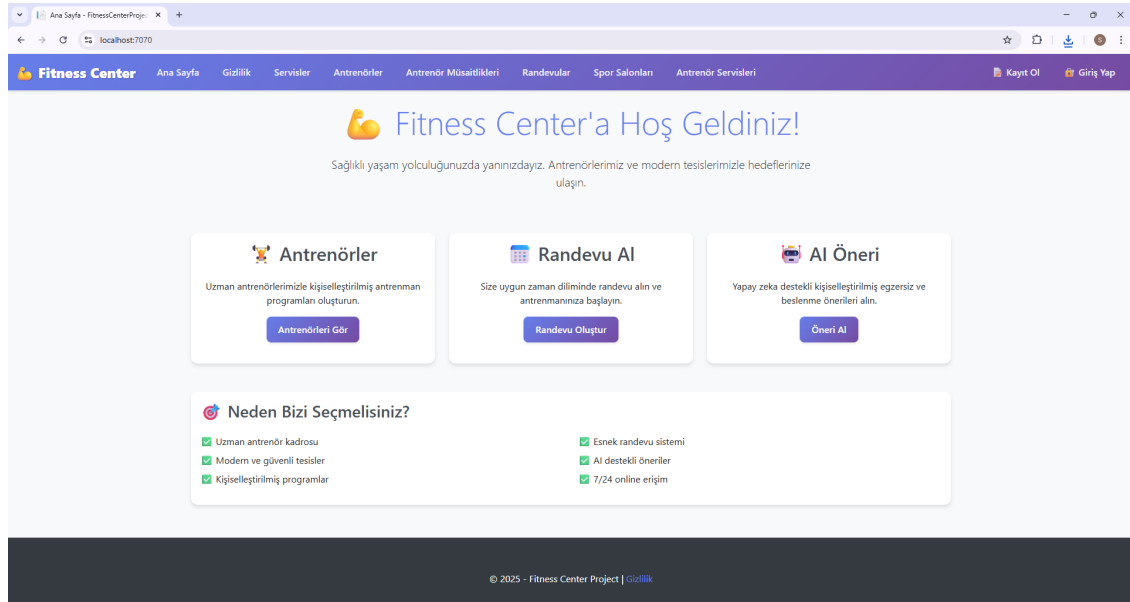 Ana Sayfa - FitnessCenterProje
localhost:7070
S
Fitness Center Ana Sayfa Gizlilik Servisler Antrenörler Antrenör Müsaitlikleri Randevular Spor Salonları Antrenör Servisleri Kayıt Ol Giriş Yap
Fitness Center'a Hoş Geldiniz!
Sağlıklı yaşam yolculuğunuzda yanınızdayız. Antrenörlerimiz ve modern tesislerimizle hedeflerinize
ulaşın.
Antrenörler
Uzman antrenörlerimizle kişiselleştirilmiş antrenman
programları oluşturun.
Antrenörleri Gör
Randevu Al
Size uygun zaman diliminde randevu alın ve
antrenmanınıza başlayın.
Randevu Oluştur
AI Öneri
Yapay zeka destekli kişiselleştirilmiş egzersiz ve
beslenme önerileri alın.
Öneri Al
Neden Bizi Seçmelisiniz?
Uzman antrenör kadrosu
Modern ve güvenli tesisler
Kişiselleştirilmiş programlar
Esnek randevu sistemi
AI destekli öneriler
7/24 online erişim
© 2025 - Fitness Center Project | Gizlilik